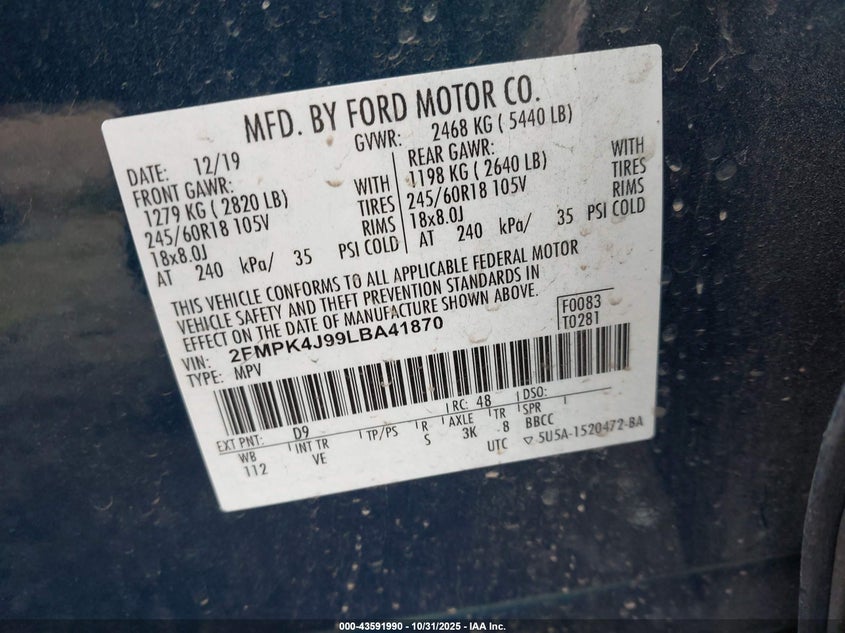 MFD. BY FORD MOTOR CO.
DATE: 12/19
GVWR: 2468 KG ( 5440 LB)
FRONT GAWR:
1279 KG ( 2820 LB)
WITH
245/60R18 105V
TIRES
18x8.0J
RIMS
AT 240 kPa/ 35 PSI COLD
REAR GAWR:
1198 KG ( 2640 LB)
WITH
245/60R18 105V
TIRES
18x8.0J
RIMS
AT 240 kPa/ 35 PSI COLD
THIS VEHICLE CONFORMS TO ALL APPLICABLE FEDERAL MOTOR
VEHICLE SAFETY AND THEFT PREVENTION STANDARDS IN
EFFECT ON THE DATE OF MANUFACTURE SHOWN ABOVE.
F0083
T0281
VIN: 2FMPK4J99LBA41870
TYPE: MPV
EXT PNT: D9
RC: 48
DSO:
WB
INT TR
TP/PS
R
AXLE
TR
SPR
112
VE
S
3K
8
BBCC
UTC
5U5A-1520472-BA
000-43591990 - 10/31/2025 - IAA Inc.